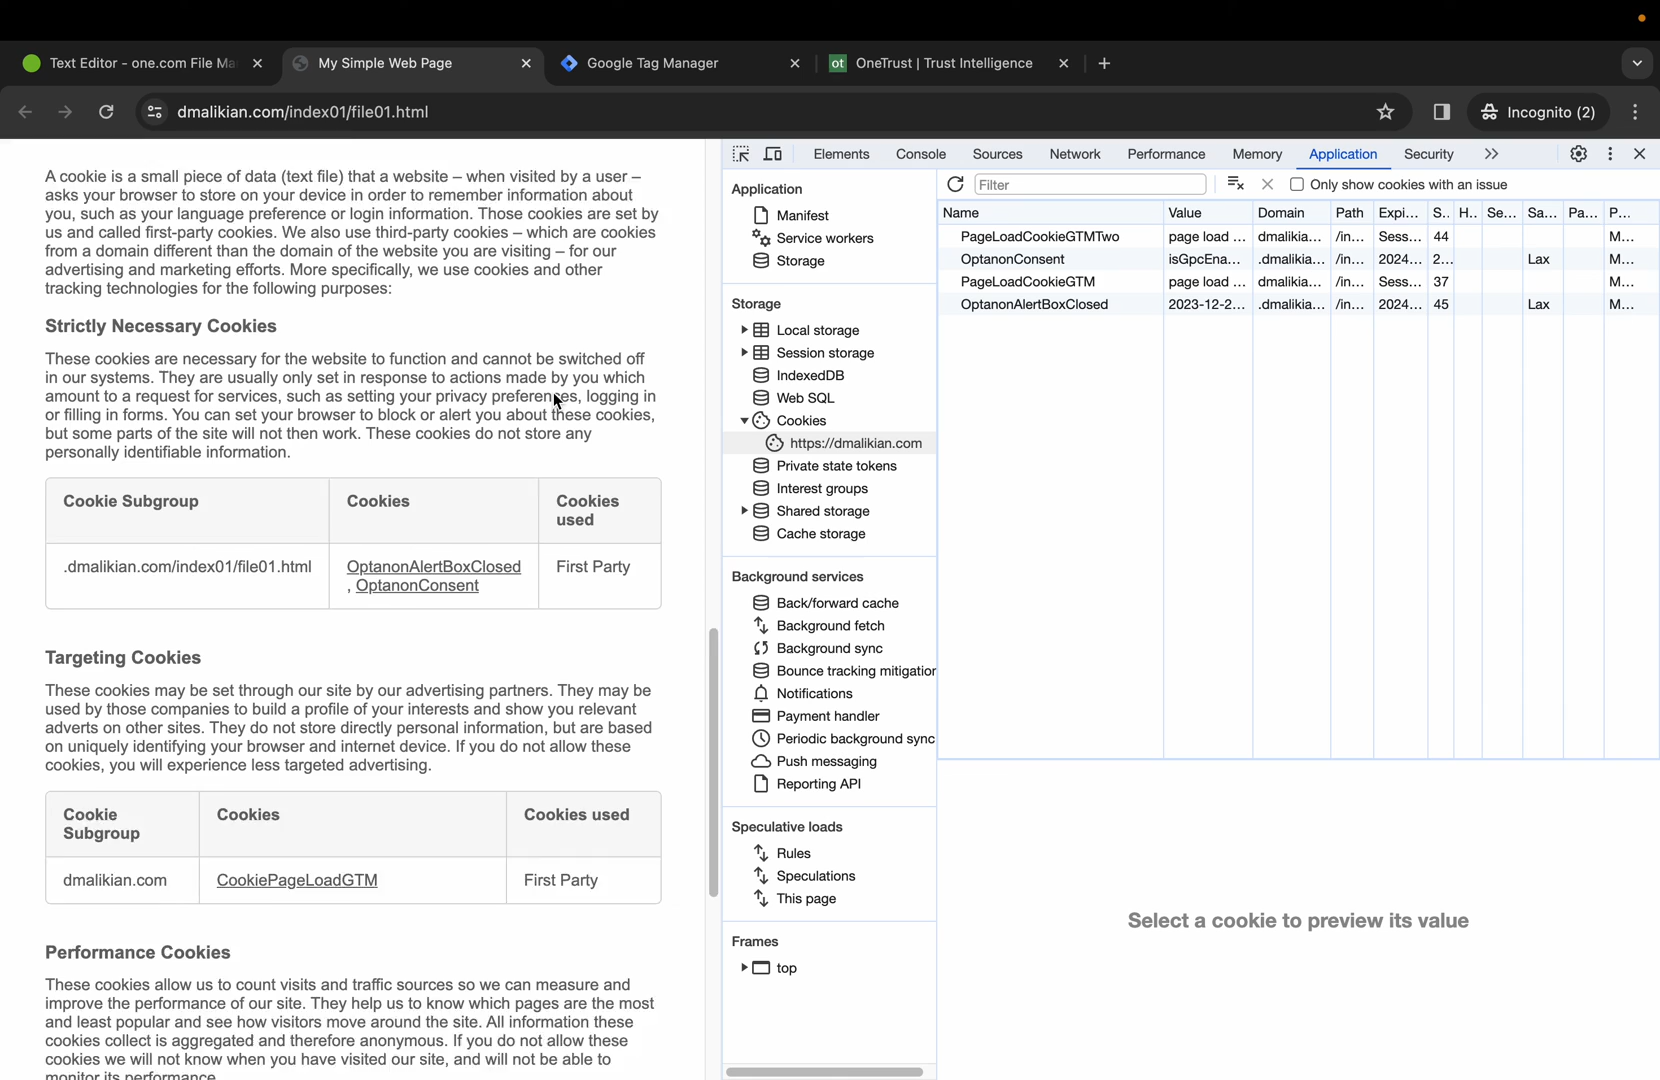 Text Editor - one.com File Ma
My Simple Web Page
Google Tag Manager
ot OneTrust | Trust Intelligence
dmalikian.com/index01/file01.html
Incognito (2)
A cookie is a small piece of data (text file) that a website – when visited by a user –
asks your browser to store on your device in order to remember information about
you, such as your language preference or login information. Those cookies are set by
us and called first-party cookies. We also use third-party cookies – which are cookies
from a domain different than the domain of the website you are visiting – for our
advertising and marketing efforts. More specifically, we use cookies and other
tracking technologies for the following purposes:
Strictly Necessary Cookies
These cookies are necessary for the website to function and cannot be switched off
in our systems. They are usually only set in response to actions made by you which
amount to a request for services, such as setting your privacy preferences, logging in
or filling in forms. You can set your browser to block or alert you about these cookies,
but some parts of the site will not then work. These cookies do not store any
personally identifiable information.
Cookie Subgroup Cookies Cookies
used
.dmalikian.com/index01/file01.html OptanonAlertBoxClosed First Party
, OptanonConsent
Targeting Cookies
These cookies may be set through our site by our advertising partners. They may be
used by those companies to build a profile of your interests and show you relevant
adverts on other sites. They do not store directly personal information, but are based
on uniquely identifying your browser and internet device. If you do not allow these
cookies, you will experience less targeted advertising.
Cookie Cookies Cookies used
Subgroup
dmalikian.com CookiePageLoadGTM First Party
Performance Cookies
These cookies allow us to count visits and traffic sources so we can measure and
improve the performance of our site. They help us to know which pages are the most
and least popular and see how visitors move around the site. All information these
cookies collect is aggregated and therefore anonymous. If you do not allow these
cookies we will not know when you have visited our site, and will not be able to
monitor its performance.
Elements Console Sources Network Performance Memory Application Security
Application
Manifest
Service workers
Storage
Storage
Local storage
Session storage
IndexedDB
Web SQL
Cookies
https://dmalikian.com
Private state tokens
Interest groups
Shared storage
Cache storage
Background services
Back/forward cache
Background fetch
Background sync
Bounce tracking mitigation
Notifications
Payment handler
Periodic background sync
Push messaging
Reporting API
Speculative loads
Rules
Speculations
This page
Frames
top
Filter Only show cookies with an issue
Name Value Domain Path Expi... S.. H.. Se... Sa... Pa... P...
PageLoadCookieGTMTwo page load ... dmalikia... /in... Sess... 44 M...
OptanonConsent isGpcEna... .dmalikia... /in... 2024... 2... Lax M...
PageLoadCookieGTM page load ... dmalikia... /in... Sess... 37 M...
OptanonAlertBoxClosed 2023-12-2... .dmalikia... /in... 2024... 45 Lax M...
Select a cookie to preview its value